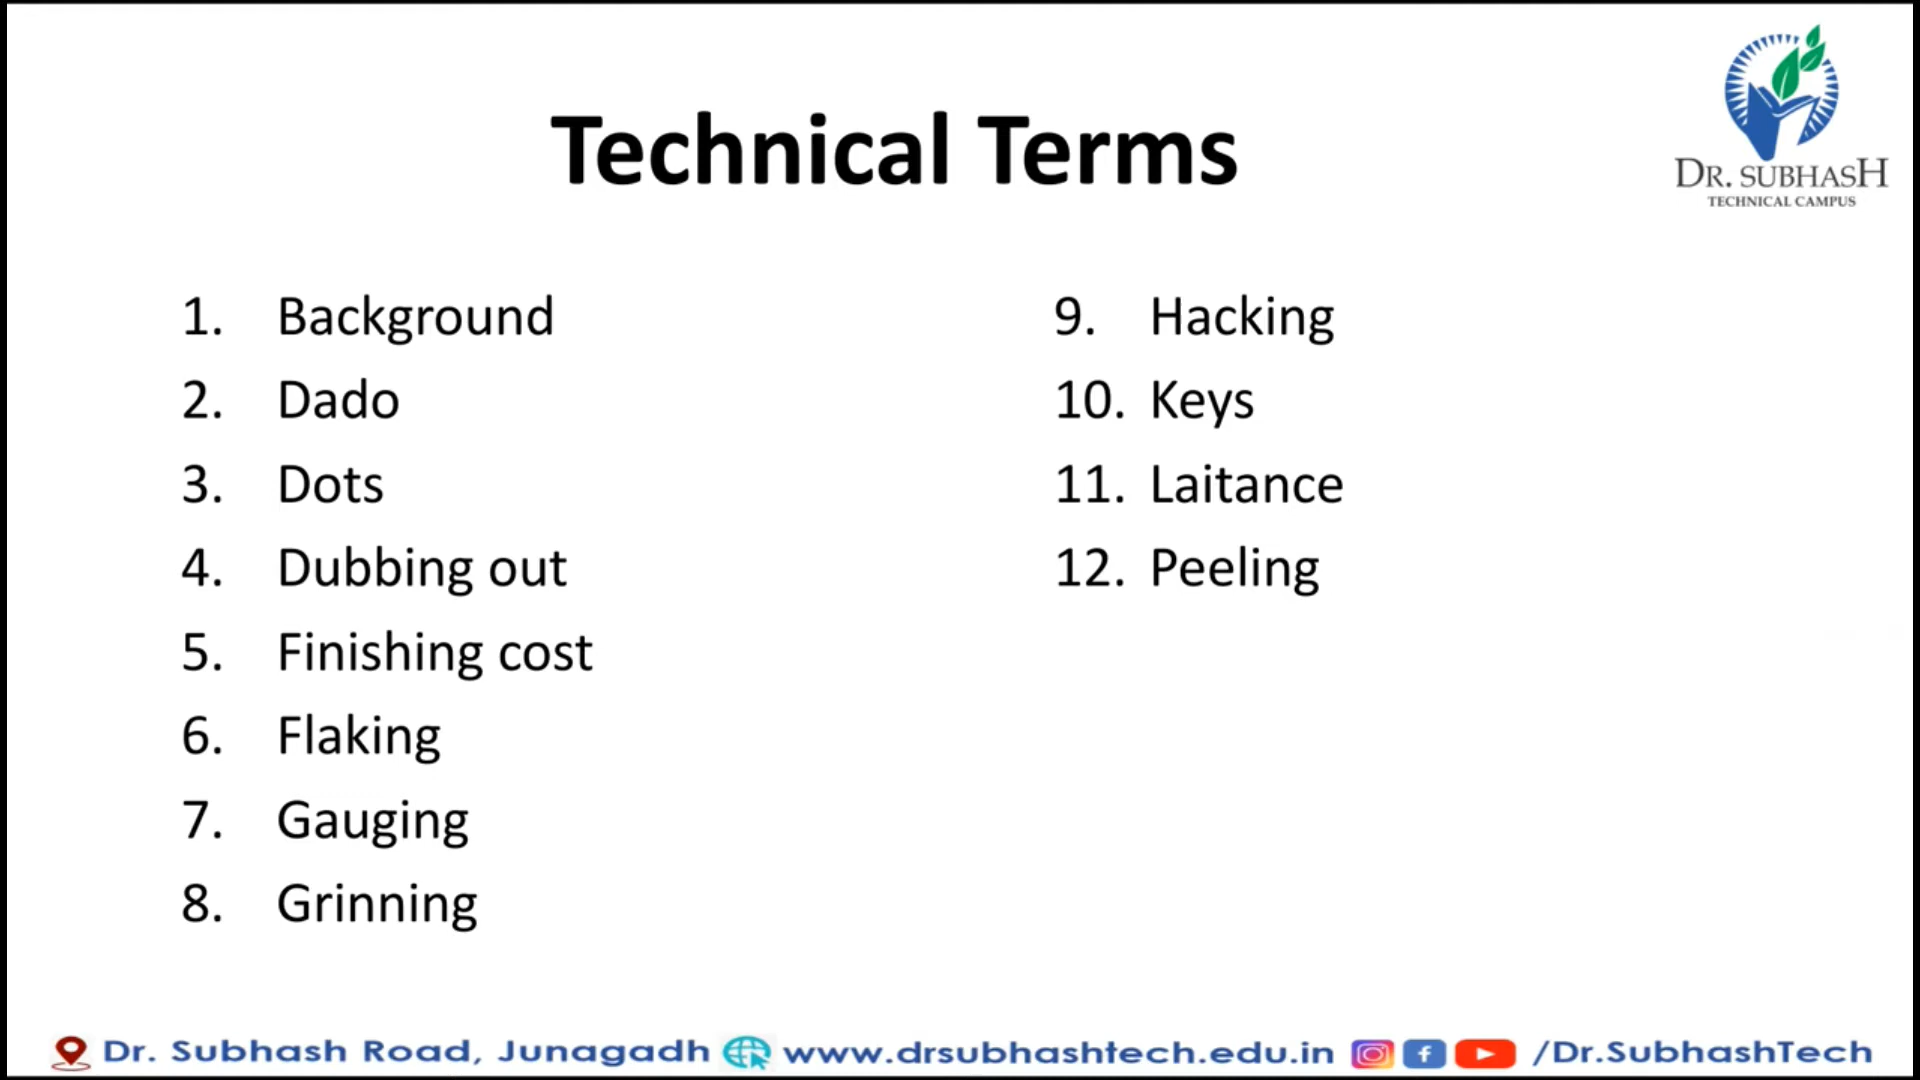 Technical Terms
DR. SUBHASH
TECHNICAL CAMPUS
1. Background
2. Dado
3. Dots
4. Dubbing out
5. Finishing cost
6. Flaking
7. Gauging
8. Grinning
9. Hacking
10. Keys
11. Laitance
12. Peeling
Dr. Subhash Road, Junagadh www.drsubhashtech.edu.in /Dr.SubhashTech